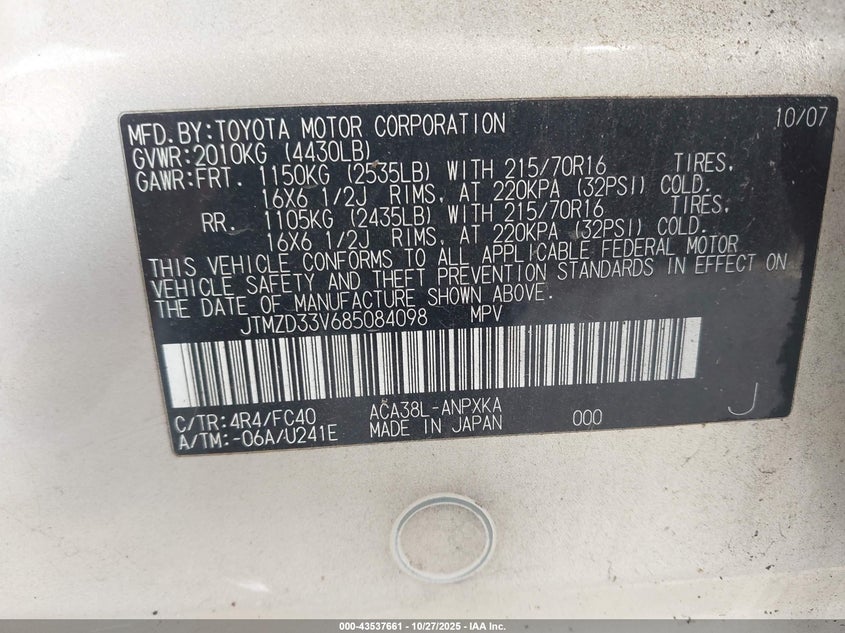 MFD.BY:TOYOTA MOTOR CORPORATION 10/07
GVWR:2010KG (4430LB)
GAWR:FRT. 1150KG (2535LB) WITH 215/70R16 TIRES,
16X6 1/2J RIMS, AT 220KPA (32PSI) COLD.
RR. 1105KG (2435LB) WITH 215/70R16 TIRES,
16X6 1/2J RIMS, AT 220KPA (32PSI) COLD.
THIS VEHICLE CONFORMS TO ALL APPLICABLE FEDERAL MOTOR
VEHICLE SAFETY AND THEFT PREVENTION STANDARDS IN EFFECT ON
THE DATE OF MANUFACTURE SHOWN ABOVE.
JTMZD33V685084098 MPV
C/TR:4R4/FC40 ACA38L-ANPXKA 000 J
A/TM:-06A/U241E MADE IN JAPAN
000-43537661 - 10/27/2025 - IAA Inc.